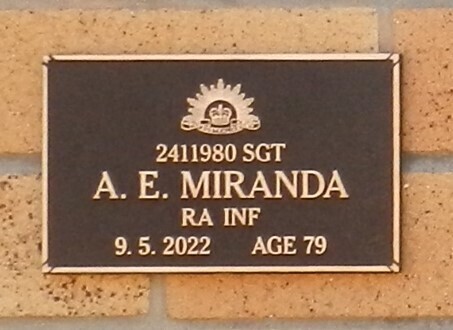 2411980 SGT
A. E. MIRANDA
RA INF
9. 5. 2022 AGE 79